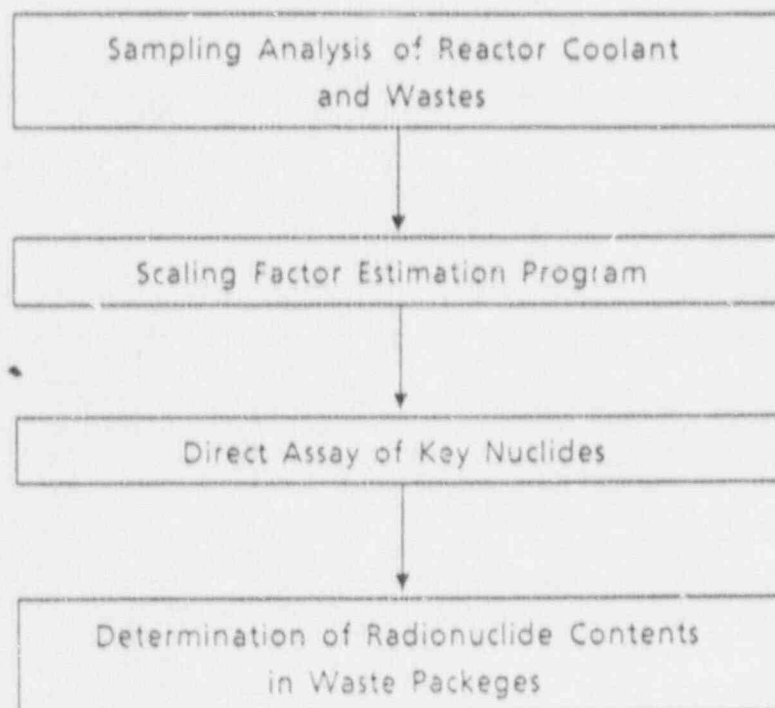 Sampling Analysis of Reactor Coolant
and Wastes
Scaling Factor Estimation Program
Direct Assay of Key Nuclides
Determination of Radionuclide Contents
in Waste Packeges